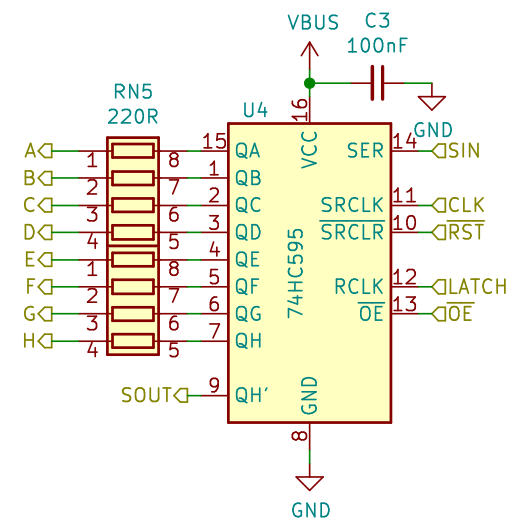 VBUS
C3
100nF
GND
RN5
220R
U4
16
VCC
A 1 8 15 QA
B 2 7 1 QB
C 3 6 2 QC
D 4 5 3 QD
E 1 8 4 QE
F 2 7 5 QF
G 3 6 6 QG
H 4 5 7 QH
SOUT 9 QH'
74HC595
SER 14 SIN
SRCLK 11 CLK
SRCLR 10 RST
RCLK 12 LATCH
OE 13 OE
GND
8
GND